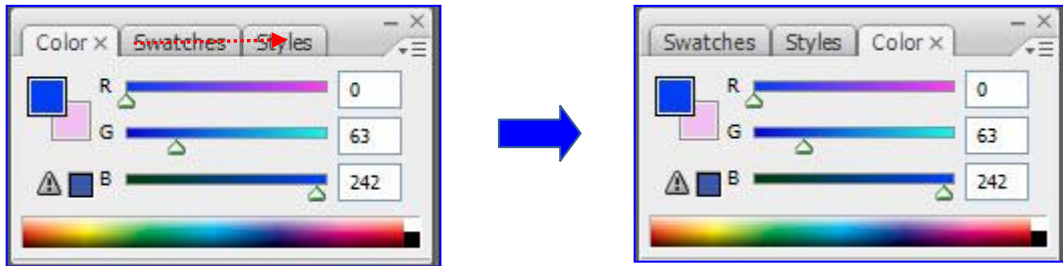 Color × Swatches Styles
R 0
G 63
B 242
Swatches Styles Color ×
R 0
G 63
B 242